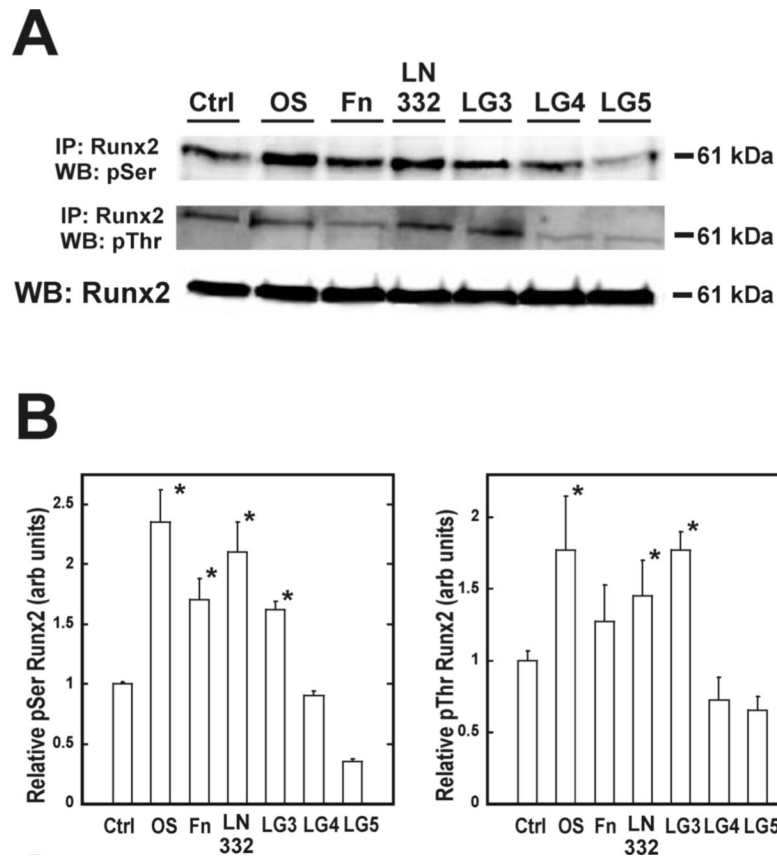 A
Ctrl OS Fn LN 332 LG3 LG4 LG5
IP: Runx2
WB: pSer
61 kDa
IP: Runx2
WB: pThr
61 kDa
WB: Runx2
61 kDa
B
Relative pSer Runx2 (arb units)
2.5
2
1.5
1
0.5
0
* * * *
Ctrl OS Fn LN 332 LG3 LG4 LG5
Relative pThr Runx2 (arb units)
2
1.5
1
0.5
0
* * *
Ctrl OS Fn LN 332 LG3 LG4 LG5